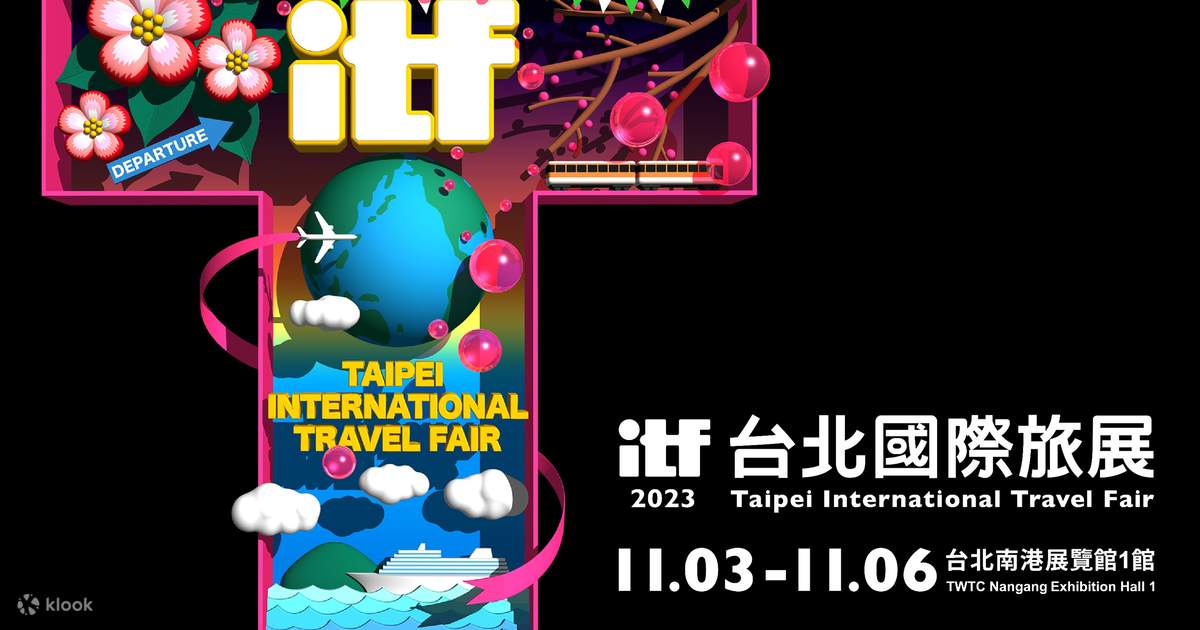 itf
DEPARTURE
TAIPEI
INTERNATIONAL
TRAVEL FAIR
itf 台北國際旅展
2023 Taipei International Travel Fair
11.03-11.06 台北南港展覽館1館
TWTC Nangang Exhibition Hall 1
klook